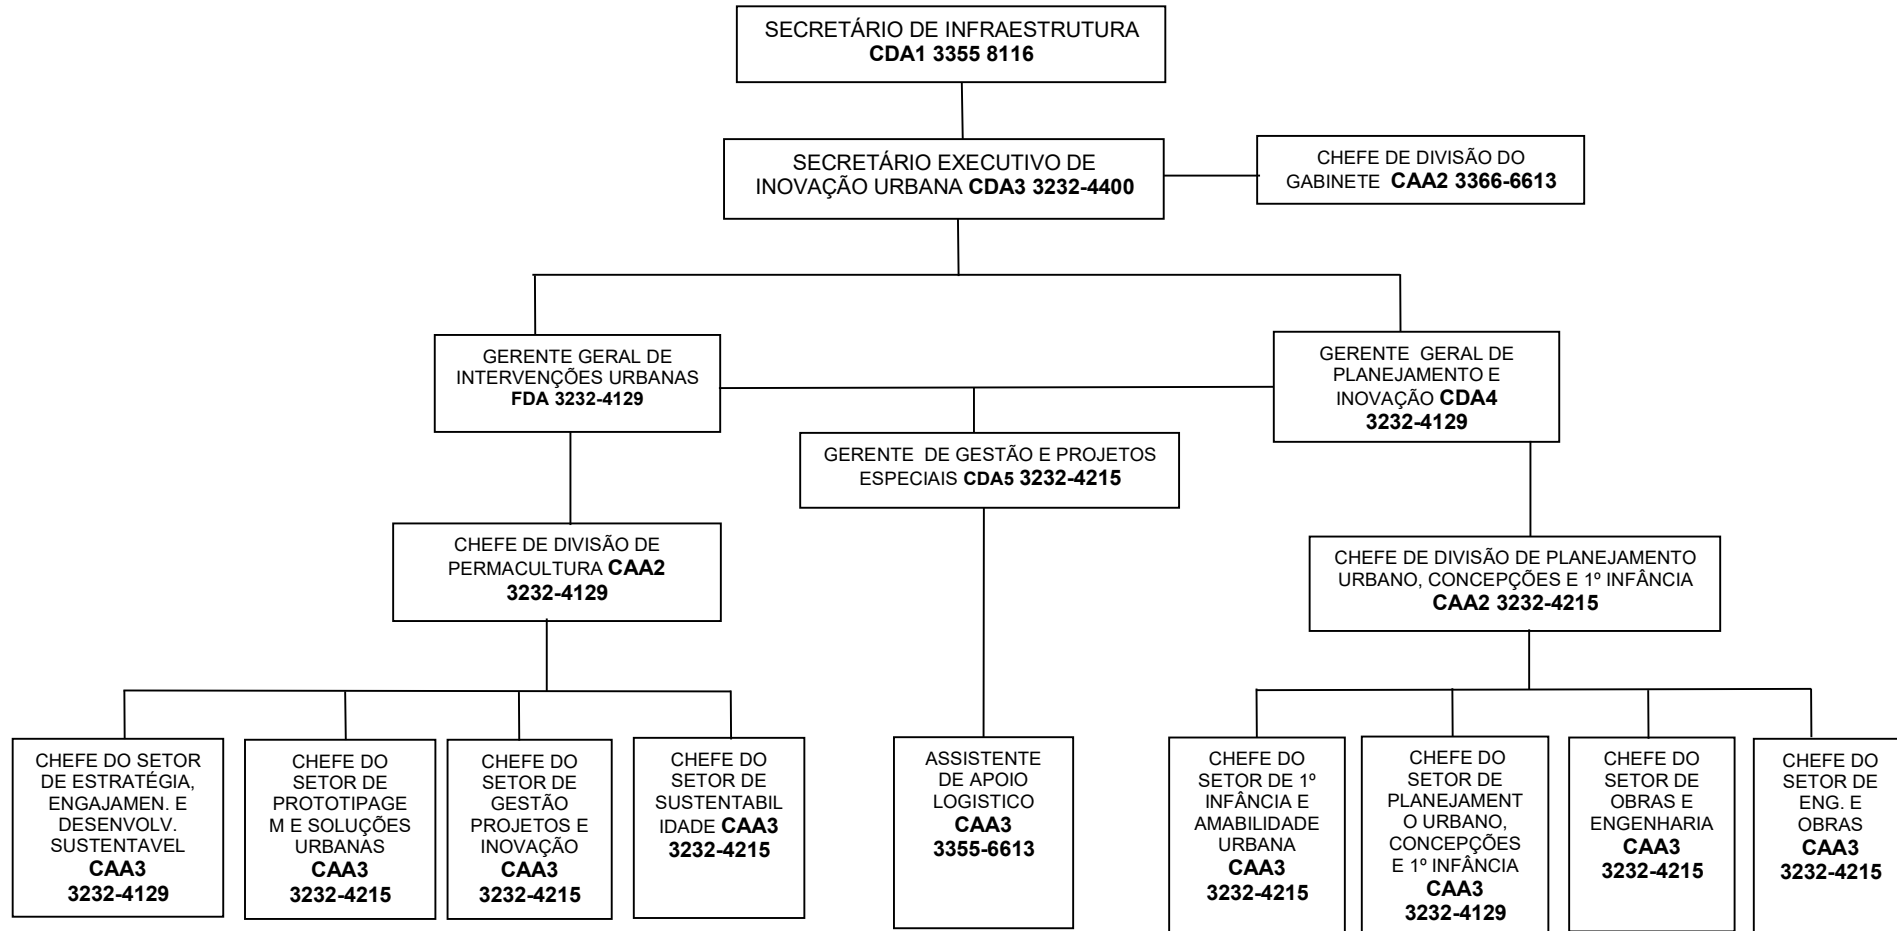 SECRETÁRIO DE INFRAESTRUTURA
CDA1 3355 8116
SECRETÁRIO EXECUTIVO DE
INOVAÇÃO URBANA CDA3 3232-4400
CHEFE DE DIVISÃO DO
GABINETE CAA2 3366-6613
GERENTE GERAL DE
INTERVENÇÕES URBANAS
FDA 3232-4129
GERENTE GERAL DE
PLANEJAMENTO E
INOVAÇÃO CDA4
3232-4129
GERENTE DE GESTÃO E PROJETOS
ESPECIAIS CDA5 3232-4215
CHEFE DE DIVISÃO DE
PERMACULTURA CAA2
3232-4129
CHEFE DE DIVISÃO DE PLANEJAMENTO
URBANO, CONCEPÇÕES E 1º INFÂNCIA
CAA2 3232-4215
CHEFE DO SETOR
DE ESTRATÉGIA,
ENGAJAMEN. E
DESENVOLV.
SUSTENTAVEL
CAA3
3232-4129
CHEFE DO
SETOR DE
PROTOTIPAGE
M E SOLUÇÕES
URBANAS
CAA3
3232-4215
CHEFE DO
SETOR DE
GESTÃO
PROJETOS E
INOVAÇÃO
CAA3
3232-4215
CHEFE DO
SETOR DE
SUSTENTABIL
IDADE CAA3
3232-4215
ASSISTENTE
DE APOIO
LOGISTICO
CAA3
3355-6613
CHEFE DO
SETOR DE 1º
INFÂNCIA E
AMABILIDADE
URBANA
CAA3
3232-4215
CHEFE DO
SETOR DE
PLANEJAMENT
O URBANO,
CONCEPÇÕES
E 1º INFÂNCIA
CAA3
3232-4129
CHEFE DO
SETOR DE
OBRAS E
ENGENHARIA
CAA3
3232-4215
CHEFE DO
SETOR DE
ENG. E
OBRAS
CAA3
3232-4215